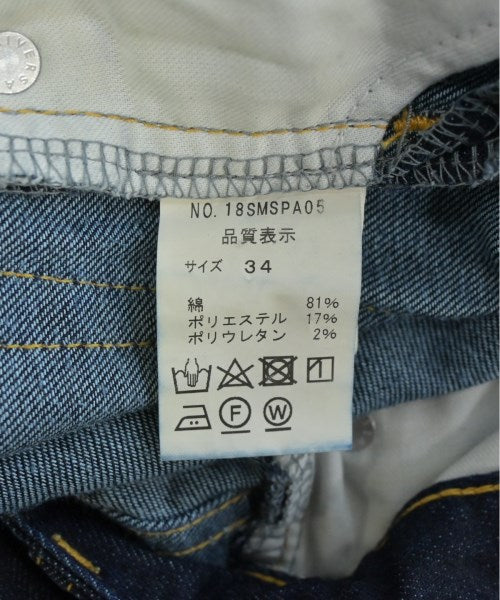 IVERSA
NO. 18SMSPA05
品質表示
サイズ 34
綿 81%
ポリエステル 17%
ポリウレタン 2%
F W